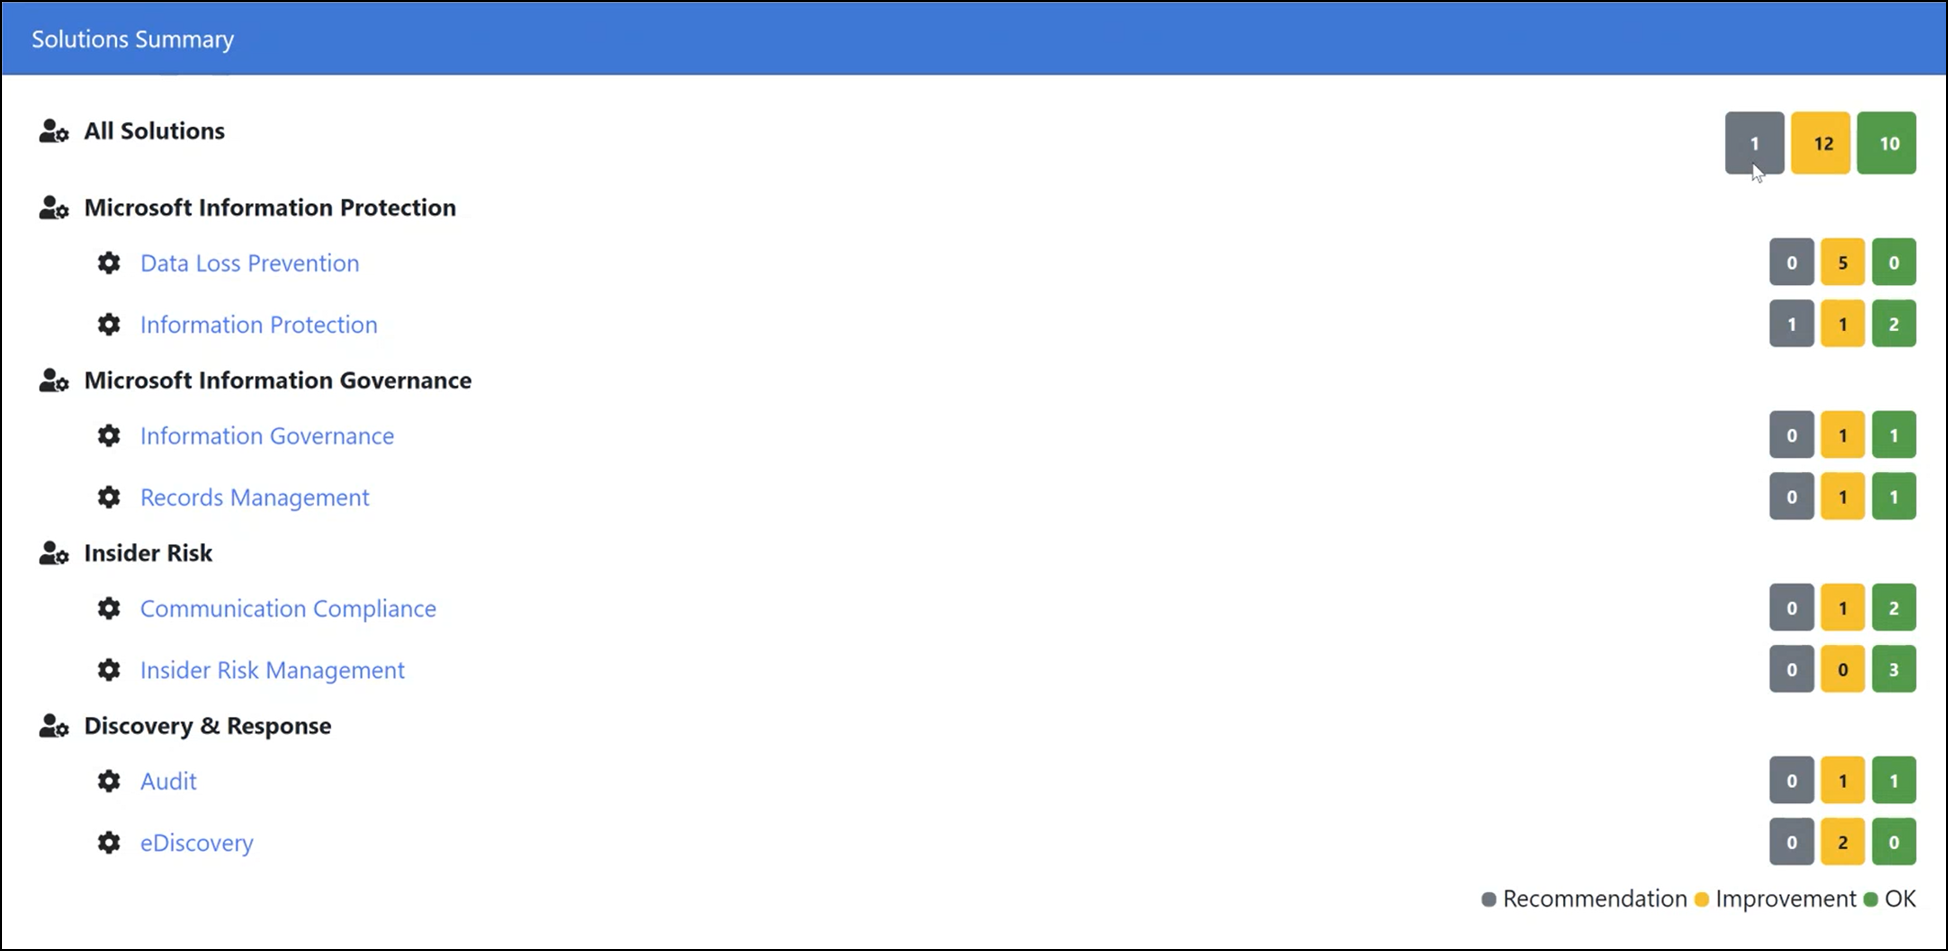 Solutions Summary
All Solutions 1 12 10
Microsoft Information Protection
Data Loss Prevention 0 5 0
Information Protection 1 1 2
Microsoft Information Governance
Information Governance 0 1 1
Records Management 0 1 1
Insider Risk
Communication Compliance 0 1 2
Insider Risk Management 0 0 3
Discovery & Response
Audit 0 1 1
eDiscovery 0 2 0
Recommendation Improvement OK